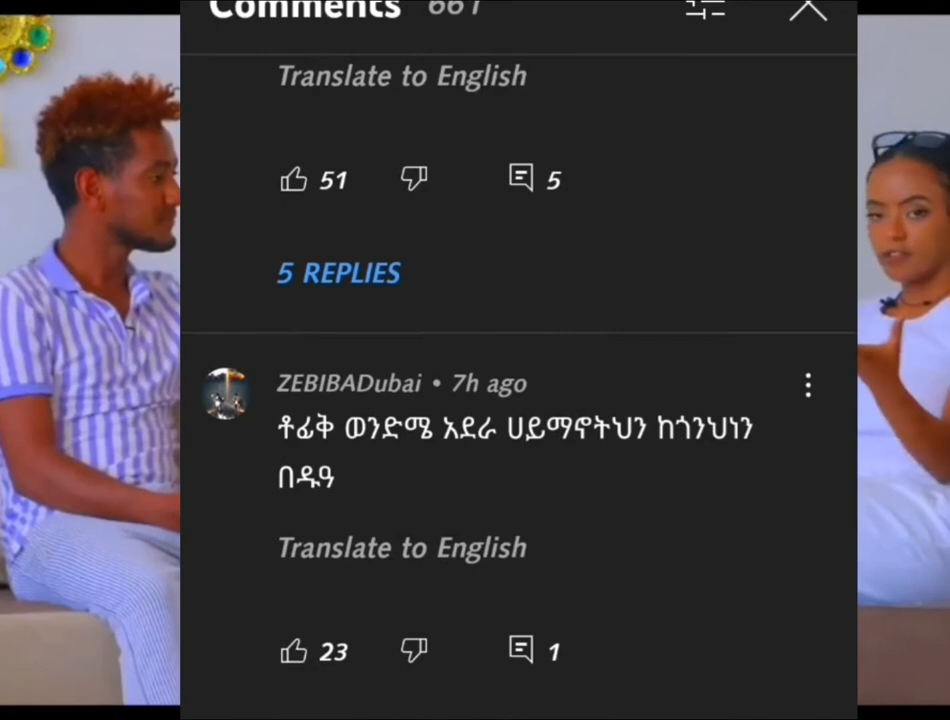 Comments 661
Translate to English
51 5
5 REPLIES
ZEBIBADubai • 7h ago
ቶፊቅ ወንድሜ አደራ ሀይማኖትህን ከጎንህነን
በዱዓ
Translate to English
23 1